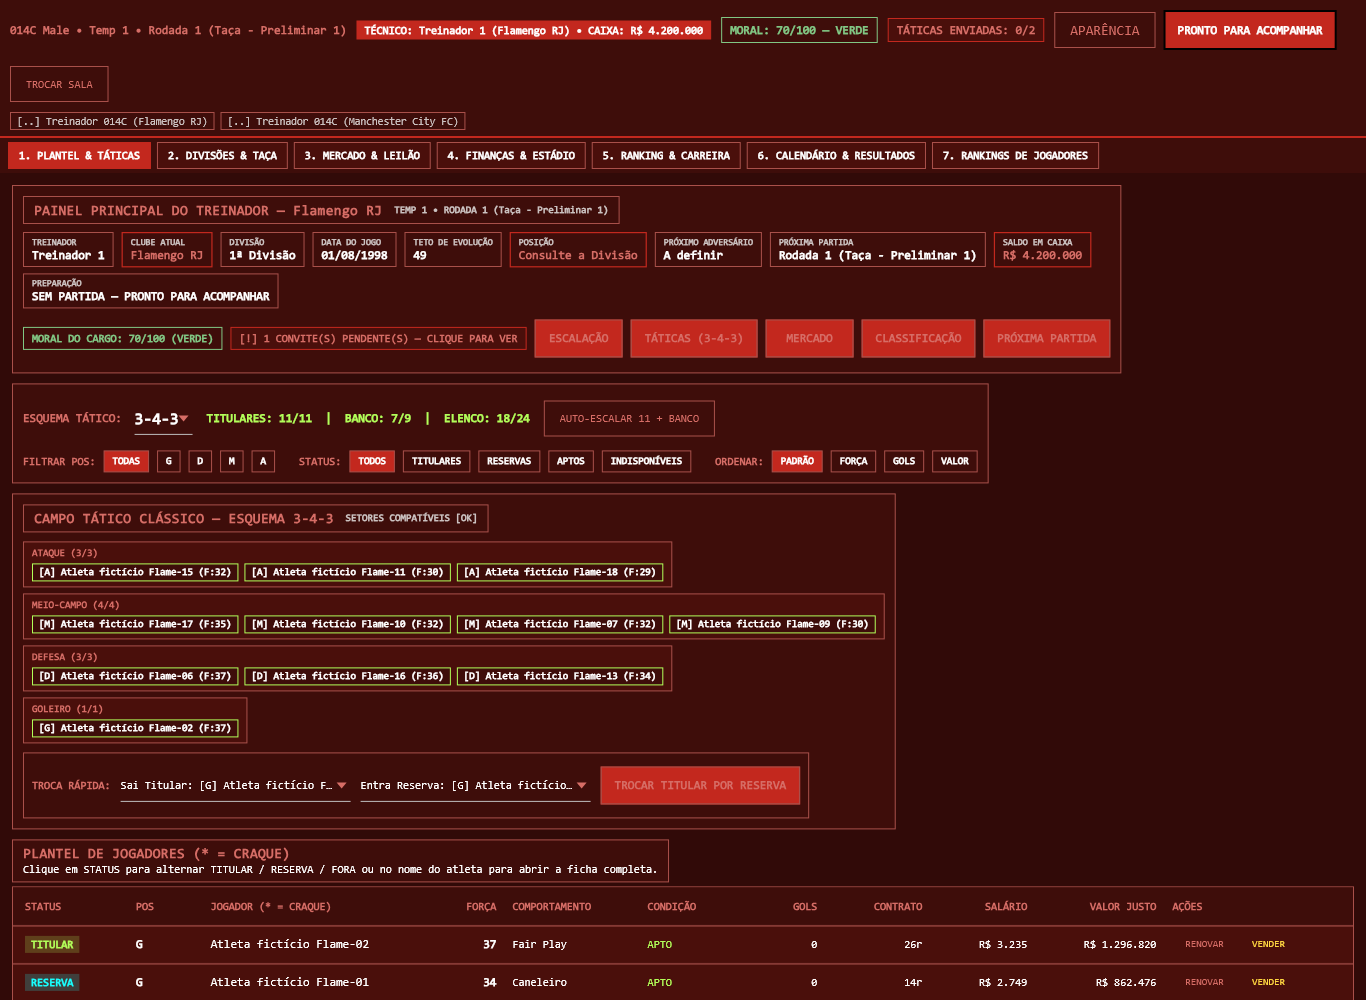 014C Male • Temp 1 • Rodada 1 (Taça - Preliminar 1)
TÉCNICO: Treinador 1 (Flamengo RJ) • CAIXA: R$ 4.200.000
MORAL: 70/100 — VERDE
TÁTICAS ENVIADAS: 0/2
APARÊNCIA
PRONTO PARA ACOMPANHAR
TROCAR SALA
[..] Treinador 014C (Flamengo RJ)
[..] Treinador 014C (Manchester City FC)
1. PLANTEL & TÁTICAS
2. DIVISÕES & TAÇA
3. MERCADO & LEILÃO
4. FINANÇAS & ESTÁDIO
5. RANKING & CARREIRA
6. CALENDÁRIO & RESULTADOS
7. RANKINGS DE JOGADORES
PAINEL PRINCIPAL DO TREINADOR — Flamengo RJ
TEMP 1 • RODADA 1 (Taça - Preliminar 1)
TREINADOR
Treinador 1
CLUBE ATUAL
Flamengo RJ
DIVISÃO
1ª Divisão
DATA DO JOGO
01/08/1998
TETO DE EVOLUÇÃO
49
POSIÇÃO
Consulte a Divisão
PRÓXIMO ADVERSÁRIO
A definir
PRÓXIMA PARTIDA
Rodada 1 (Taça - Preliminar 1)
SALDO EM CAIXA
R$ 4.200.000
PREPARAÇÃO
SEM PARTIDA — PRONTO PARA ACOMPANHAR
MORAL DO CARGO: 70/100 (VERDE)
[!] 1 CONVITE(S) PENDENTE(S) — CLIQUE PARA VER
ESCALAÇÃO
TÁTICAS (3-4-3)
MERCADO
CLASSIFICAÇÃO
PRÓXIMA PARTIDA
ESQUEMA TÁTICO:
3-4-3
TITULARES: 11/11 | BANCO: 7/9 | ELENCO: 18/24
AUTO-ESCALAR 11 + BANCO
FILTRAR POS: TODAS G D M A
STATUS: TODOS TITULARES RESERVAS APTOS INDISPONÍVEIS
ORDENAR: PADRÃO FORÇA GOLS VALOR
CAMPO TÁTICO CLÁSSICO — ESQUEMA 3-4-3
SETORES COMPATÍVEIS [OK]
ATAQUE (3/3)
[A] Atleta fictício Flame-15 (F:32)
[A] Atleta fictício Flame-11 (F:30)
[A] Atleta fictício Flame-18 (F:29)
MEIO-CAMPO (4/4)
[M] Atleta fictício Flame-17 (F:35)
[M] Atleta fictício Flame-10 (F:32)
[M] Atleta fictício Flame-07 (F:32)
[M] Atleta fictício Flame-09 (F:30)
DEFESA (3/3)
[D] Atleta fictício Flame-06 (F:37)
[D] Atleta fictício Flame-16 (F:36)
[D] Atleta fictício Flame-13 (F:34)
GOLEIRO (1/1)
[G] Atleta fictício Flame-02 (F:37)
TROCA RÁPIDA:
Sai Titular: [G] Atleta fictício F…
Entra Reserva: [G] Atleta fictício…
TROCAR TITULAR POR RESERVA
PLANTEL DE JOGADORES (* = CRAQUE)
Clique em STATUS para alternar TITULAR / RESERVA / FORA ou no nome do atleta para abrir a ficha completa.
STATUS POS JOGADOR (* = CRAQUE) FORÇA COMPORTAMENTO CONDIÇÃO GOLS CONTRATO SALÁRIO VALOR JUSTO AÇÕES
TITULAR G Atleta fictício Flame-02 37 Fair Play APTO 0 26r R$ 3.235 R$ 1.296.820 RENOVAR VENDER
RESERVA G Atleta fictício Flame-01 34 Caneleiro APTO 0 14r R$ 2.749 R$ 862.476 RENOVAR VENDER